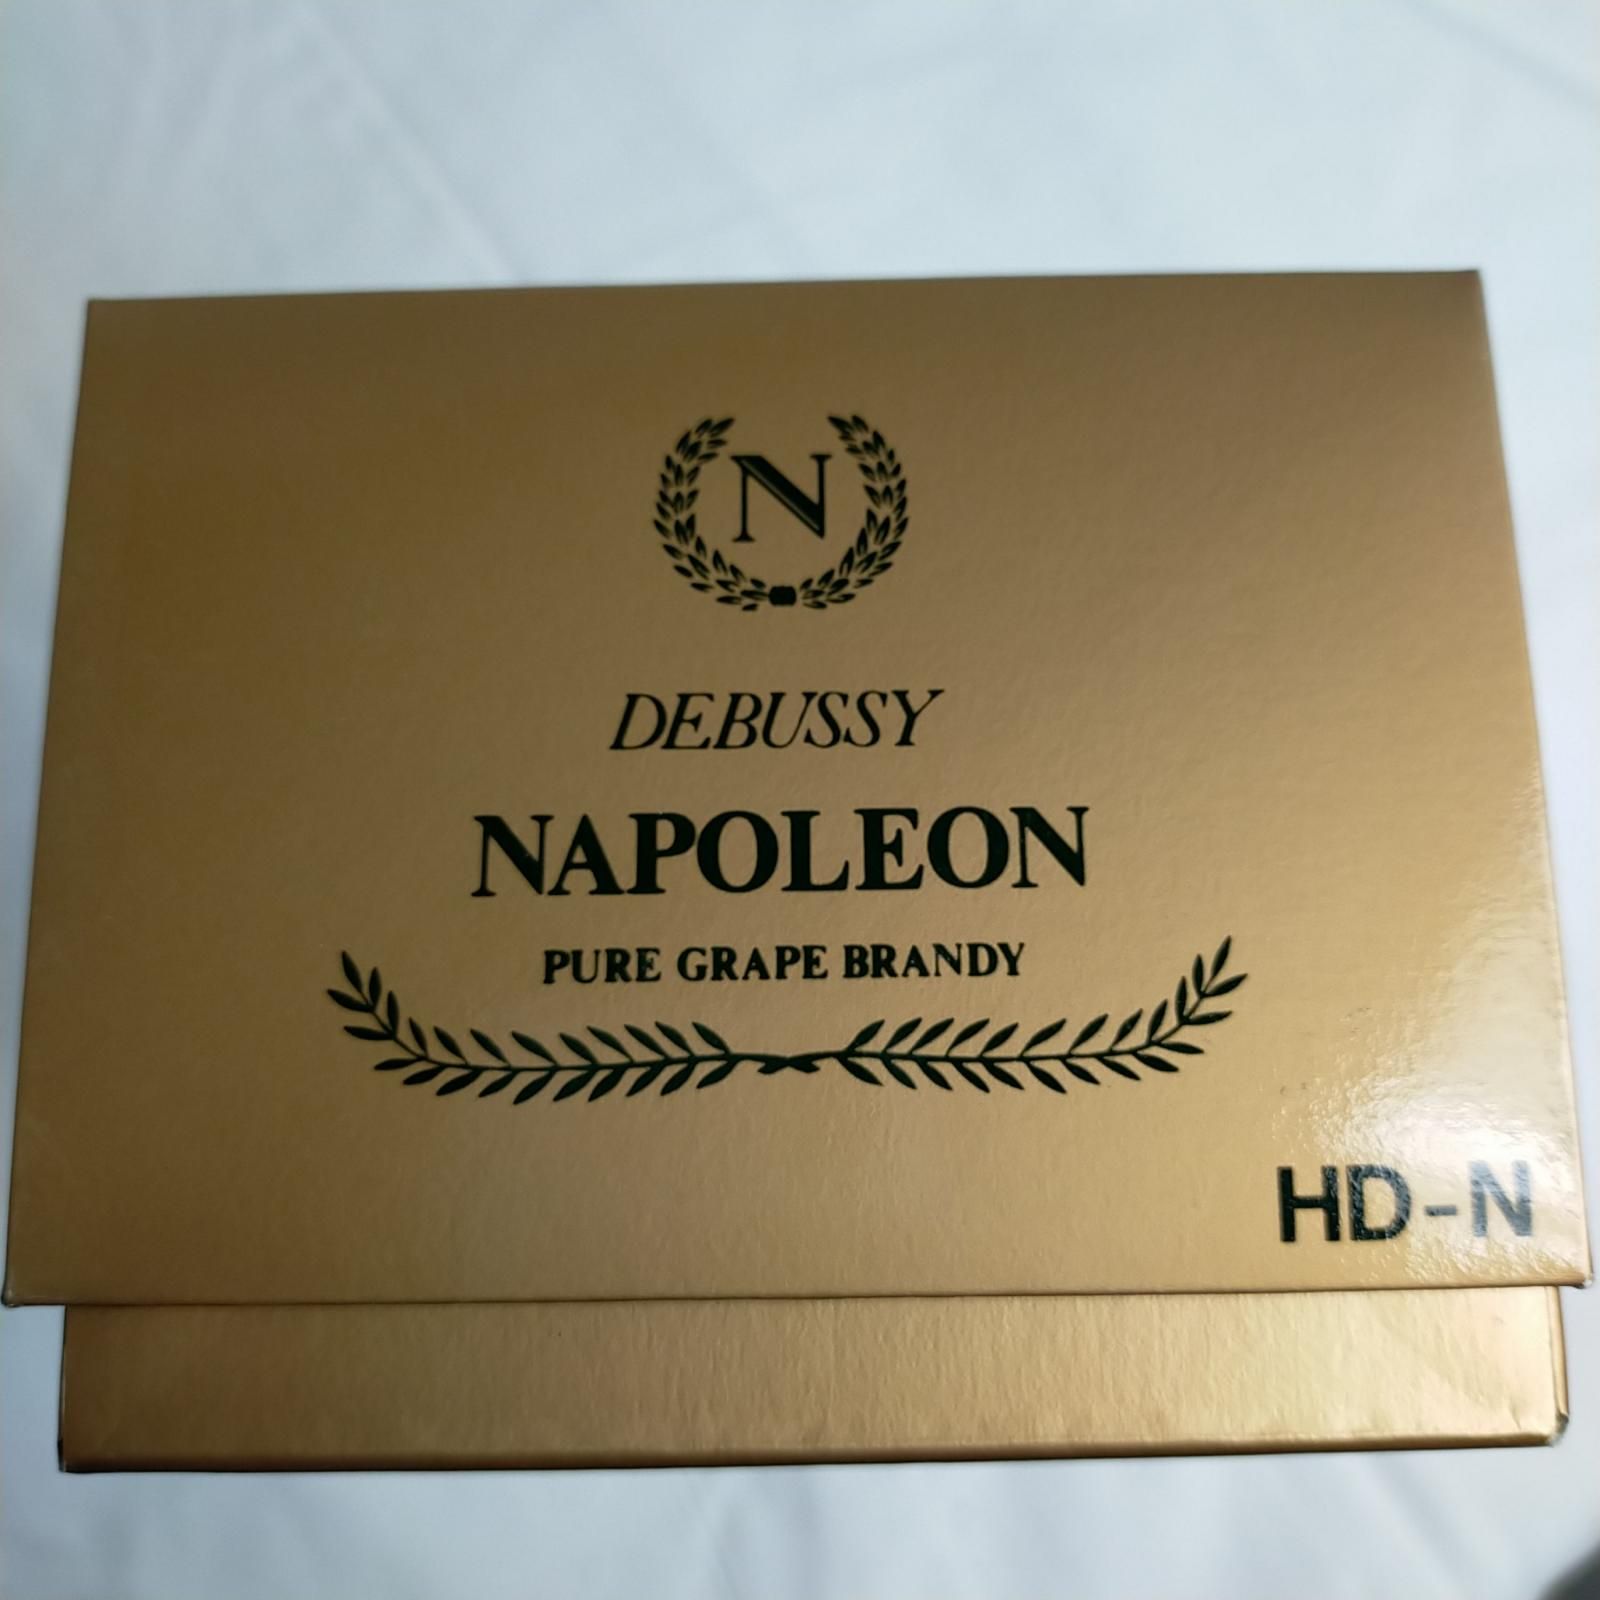 N
DEBUSSY
NAPOLEON
PURE GRAPE BRANDY
HD-N